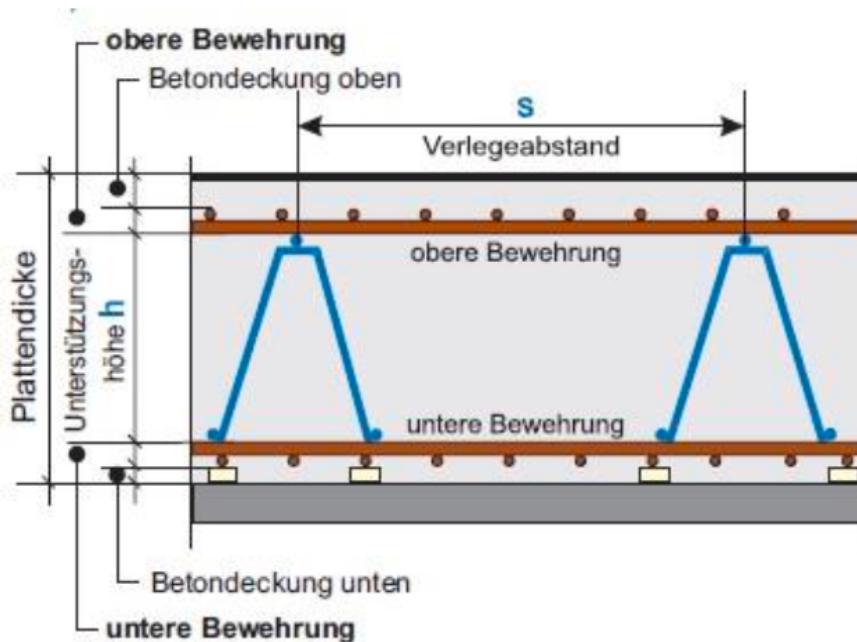 obere Bewehrung
Betondeckung oben
S
Verlegeabstand
obere Bewehrung
Plattendicke
Unterstützungs-
höhe h
untere Bewehrung
Betondeckung unten
untere Bewehrung